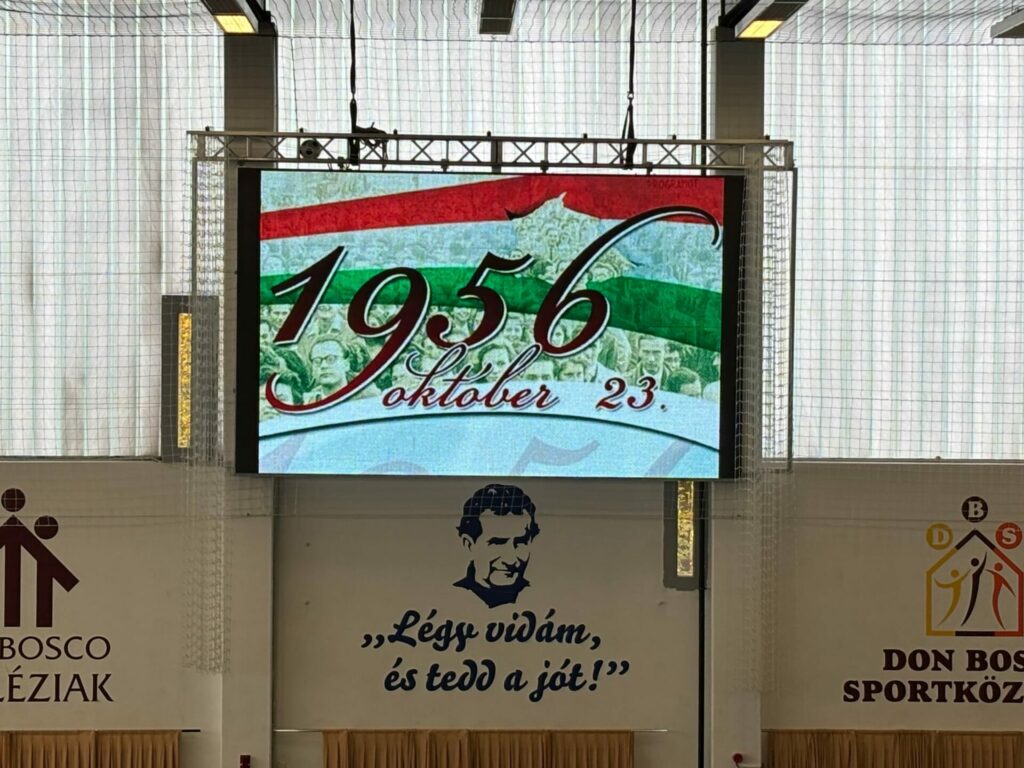 1956
október 23.
BOSCO
LÉZIAK
„Légy vidám,
és tedd a jót!”
D B S
DON BOS
SPORTKÖZ